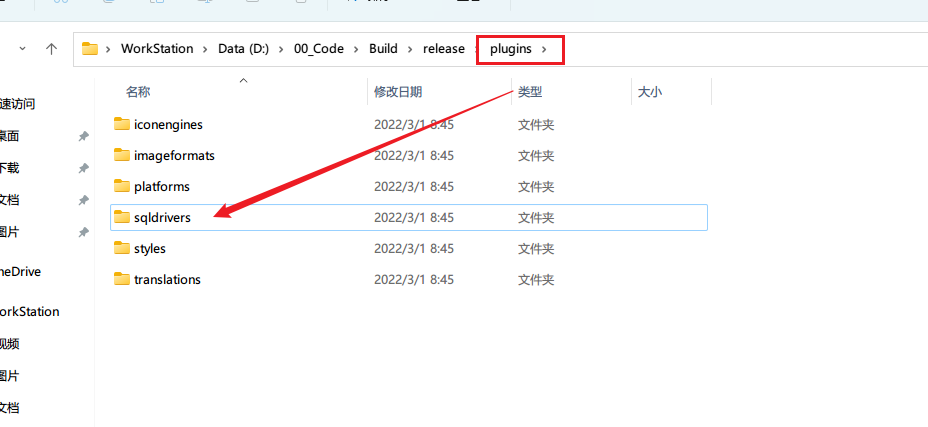 WorkStation > Data (D:) > 00_Code > Build > release > plugins >
名称 修改日期 类型 大小
速访问
桌面
下载
文档
图片
neDrive
orkStation
视频
图片
文档
iconengines 2022/3/1 8:45 文件夹
imageformats 2022/3/1 8:45 文件夹
platforms 2022/3/1 8:45 文件夹
sqldrivers 2022/3/1 8:45 文件夹
styles 2022/3/1 8:45 文件夹
translations 2022/3/1 8:45 文件夹